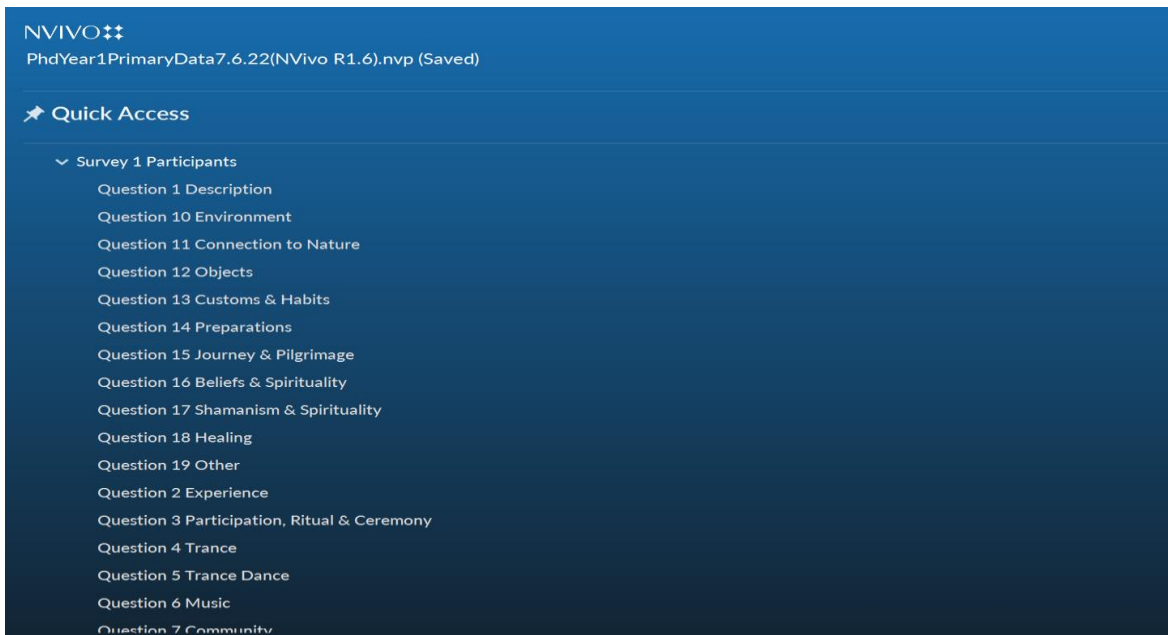 NVIVO
PhdYear1PrimaryData7.6.22(NVivo R1.6).nvp (Saved)
Quick Access
Survey 1 Participants
Question 1 Description
Question 10 Environment
Question 11 Connection to Nature
Question 12 Objects
Question 13 Customs & Habits
Question 14 Preparations
Question 15 Journey & Pilgrimage
Question 16 Beliefs & Spirituality
Question 17 Shamanism & Spirituality
Question 18 Healing
Question 19 Other
Question 2 Experience
Question 3 Participation, Ritual & Ceremony
Question 4 Trance
Question 5 Trance Dance
Question 6 Music
Question 7 Community